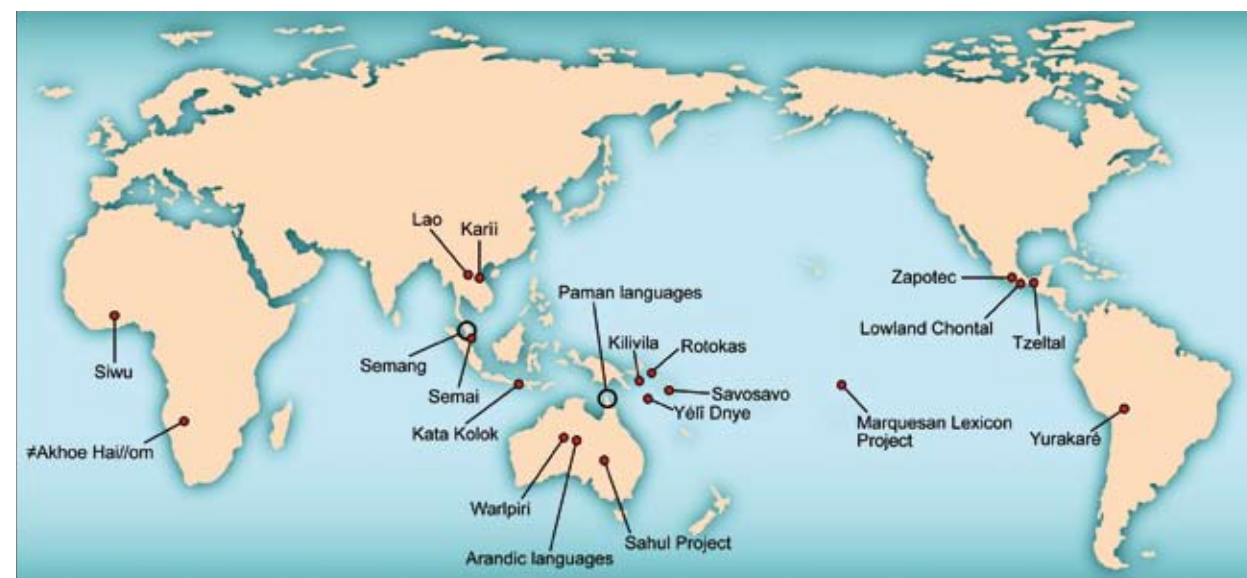 Lao
Karii
Paman languages
Zapotec
Lowland Chontal
Tzeltal
Kilivila
Rotokas
Siwu
Semang
Semai
Savosavo
Yélî Dnye
Kata Kolok
Marquesan Lexicon
Project
Yurakaré
≠Akhoe Hai//om
Warlpiri
Sahul Project
Arandic languages